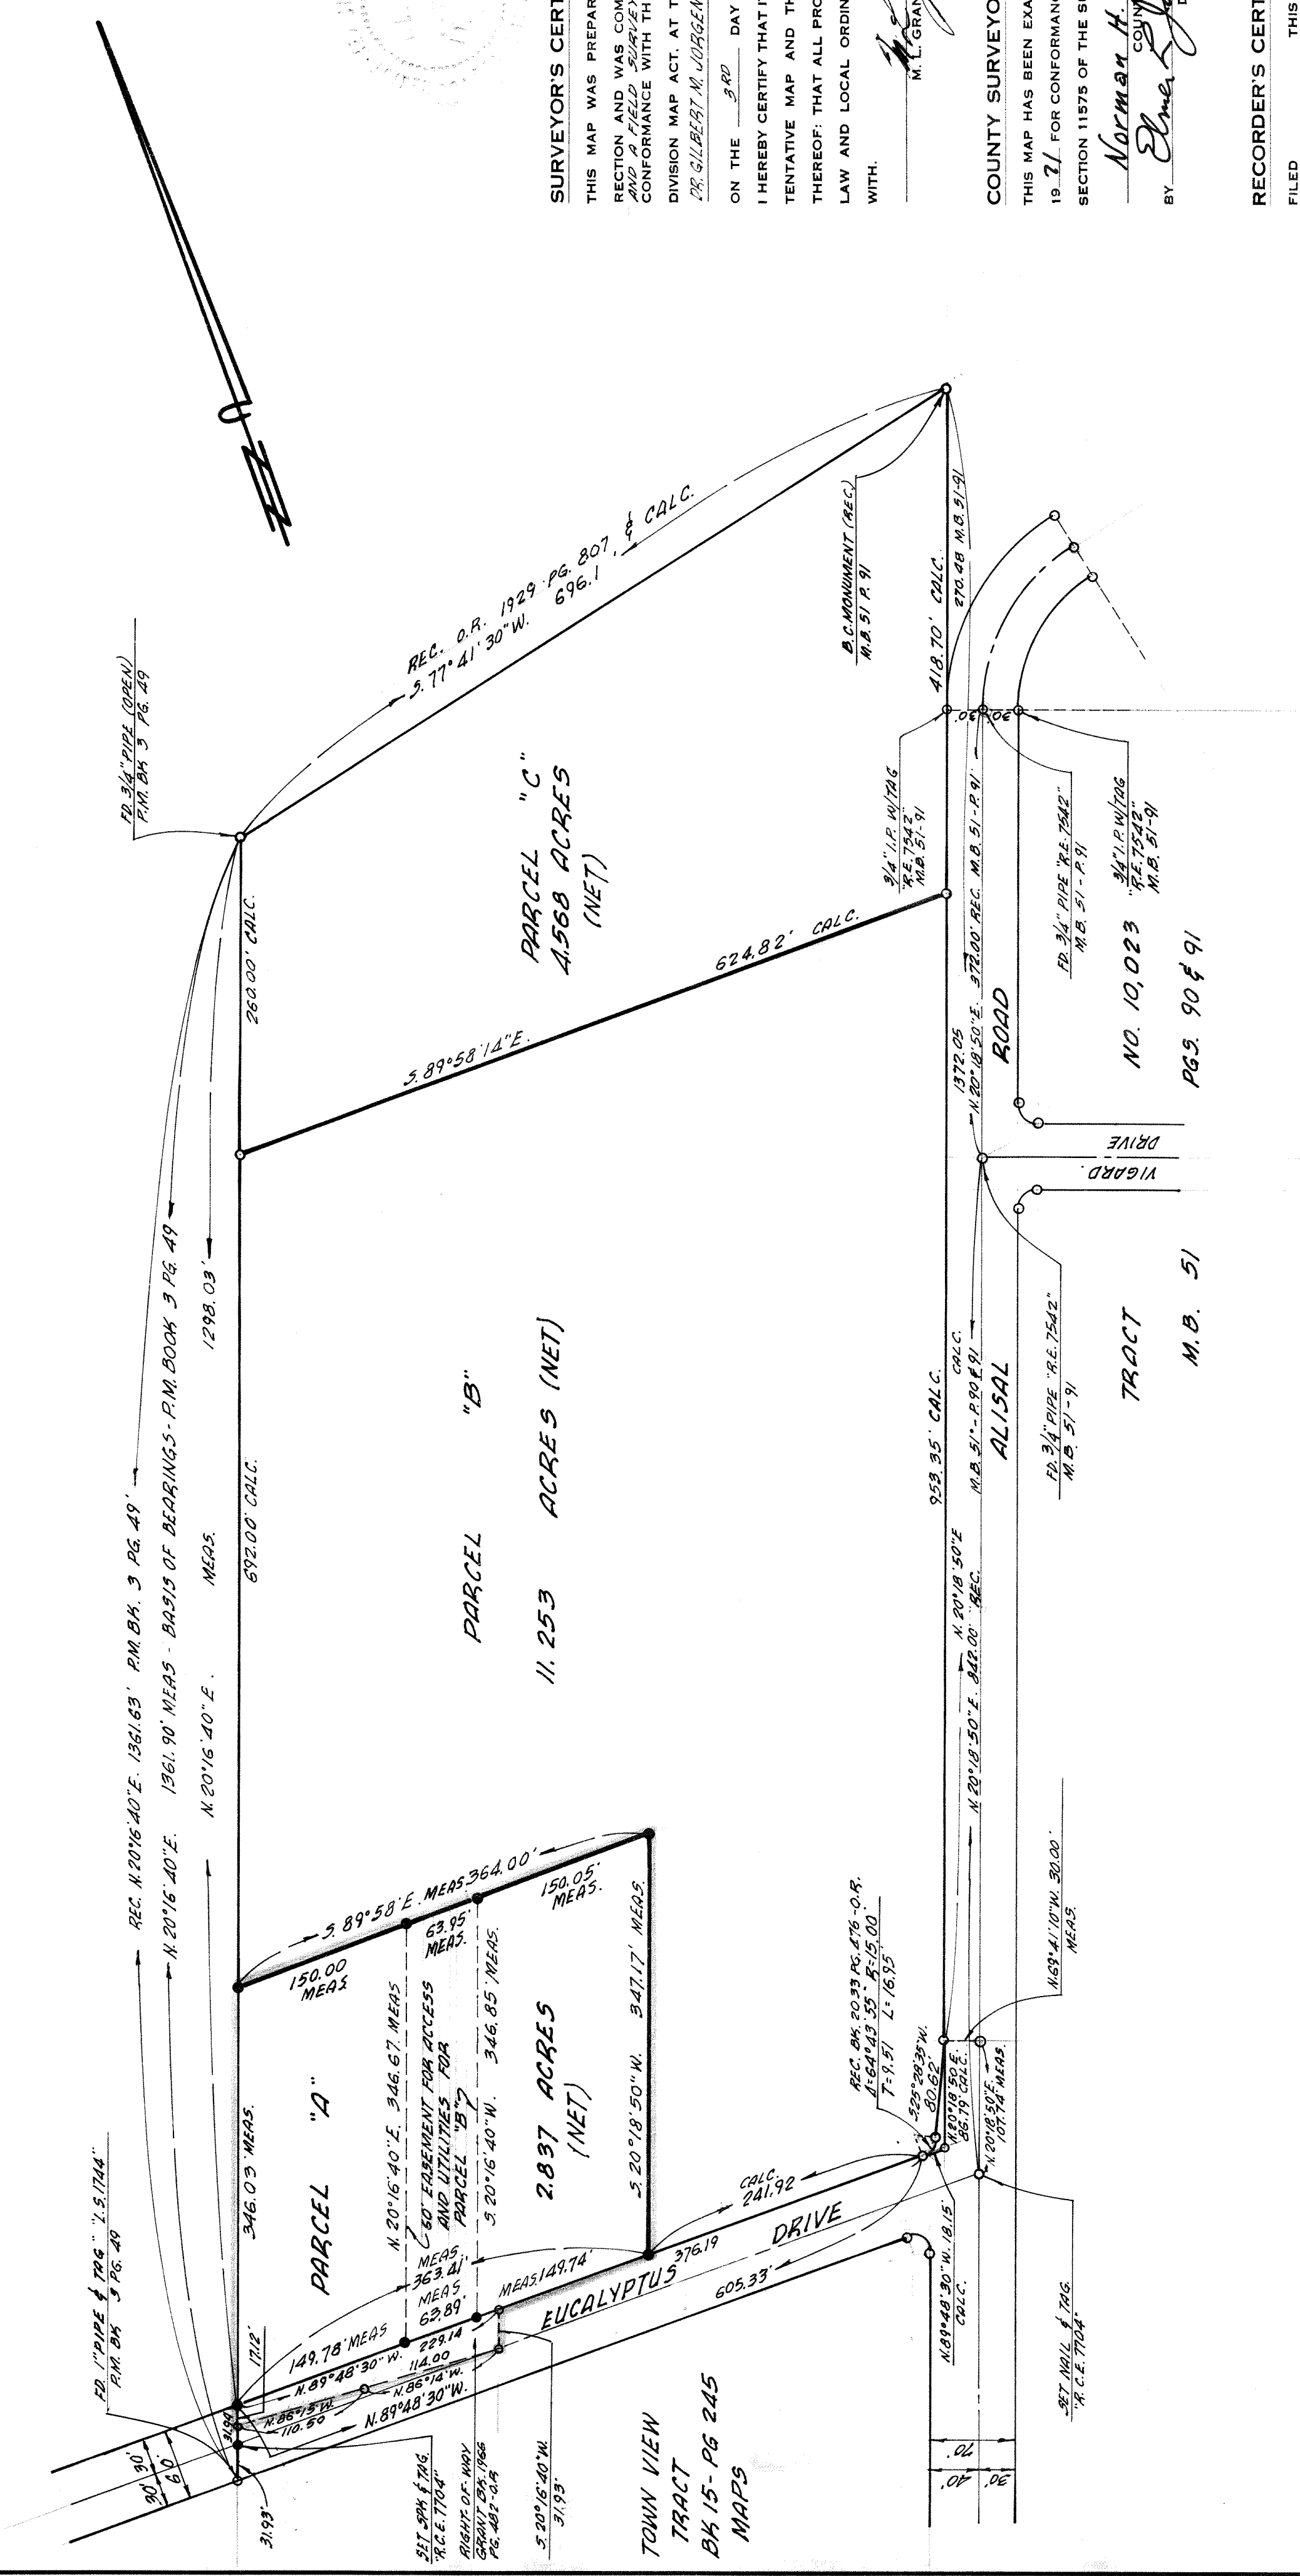 FD. 3/4" PIPE (OPEN)
P.M. BK 3 PG. 49
REC. N.20°16'40"E. 1361.63' P.M. BK. 3 PG. 49'
N.20°16'40"E. 1361.90' MEAS - BASIS OF BEARINGS - P.M. BOOK 3 PG. 49
N.20°16'40"E. MEAS. 1298.03'
346.03' MEAS.
692.00' CALC.
260.00' CALC.
REC. O.R. 1929 PG. 807 & CALC.
S. 77°41'30"W. 696.1'
PARCEL "C"
4.568 ACRES
(NET)
S. 89°58'14"E. 624.82' CALC.
PARCEL "B"
11.253 ACRES (NET)
FD. 1" PIPE & TAG "L.S. 1744"
P.M. BK 3 PG. 49
S. 89°58'E. MEAS. 364.00'
150.00 MEAS
63.95' MEAS.
150.05' MEAS.
PARCEL "A"
N. 20°16'40"E. 346.67 MEAS
60' EASEMENT FOR ACCESS
AND UTILITIES FOR
PARCEL "B"
S. 20°16'40"W. 346.85' MEAS.
2.837 ACRES
(NET)
S. 20°18'50"W. 347.17' MEAS.
MEAS. 363.41'
149.78' MEAS
MEAS 63.89'
MEAS. 149.74'
N. 89°48'30" W. 229.14
N. 86°15'W. 110.50
114.00
N. 86°14'W.
N. 89°48'30"W. 605.33'
17.12'
31.94
31.93'
30' 30'
60'
SET SPK & TAG.
"R.C.E. 7704"
RIGHT-OF-WAY
GRANT BK. 1966
PG. 482-O.R
S. 20°16'40"W.
31.93'
EUCALYPTUS DRIVE
376.19
CALC.
241.92
TOWN VIEW
TRACT
BK 15 - PG 245
MAPS
REC. BK. 2033 PG. 476-O.R.
Δ=64°43'55" R=15.00'
T=9.51 L=16.95'
S25°28'35"W.
80.62'
N.20°18'50E.
86.79' CALC.
N.20°18'50"E.
107.74' MEAS.
N.69°41'10"W. 30.00'
MEAS.
N.89°48'30"W. 18.15'
CALC.
SET NAIL & TAG.
"R.C.E. 7704"
40' 70'
30'
953.35' CALC.
418.70' CALC.
270.48 M.B. 51-91
N. 20°18'50"E CALC. 1372.05
N. 20°18'50"E. 842.00' REC. M.B. 51 - P. 90 & 91
N. 20°18'50"E. 372.00' REC. M.B. 51 - P. 91
ALISAL ROAD
B.C. MONUMENT (REC.)
M.B. 51 P. 91
3/4" I.P. W/TAG
"R.E. 7542"
M.B. 51-91
30' 30'
FD. 3/4" PIPE "R.E. 7542"
M.B. 51 - P. 91
3/4" I.P. W/TAG
"R.E. 7542"
M.B. 51-91
VIGARD DRIVE
FD. 3/4" PIPE "R.E. 7542"
M.B. 51-91
TRACT NO. 10,023
M.B. 51 PGS. 90 & 91
SURVEYOR'S CERT
THIS MAP WAS PREPAR
RECTION AND WAS COM
AND A FIELD SURVEY
CONFORMANCE WITH TH
DIVISION MAP ACT. AT T
DR. GILBERT M. JORGEN
ON THE 3RD DAY
I HEREBY CERTIFY THAT I
TENTATIVE MAP AND TH
THEREOF: THAT ALL PRO
LAW AND LOCAL ORDIN
WITH.
M. L. GRAN
COUNTY SURVEYO
THIS MAP HAS BEEN EXA
19 71 FOR CONFORMANC
SECTION 11575 OF THE SU
Norman H.
COUN
BY Elmer
D
RECORDER'S CERT
FILED THIS